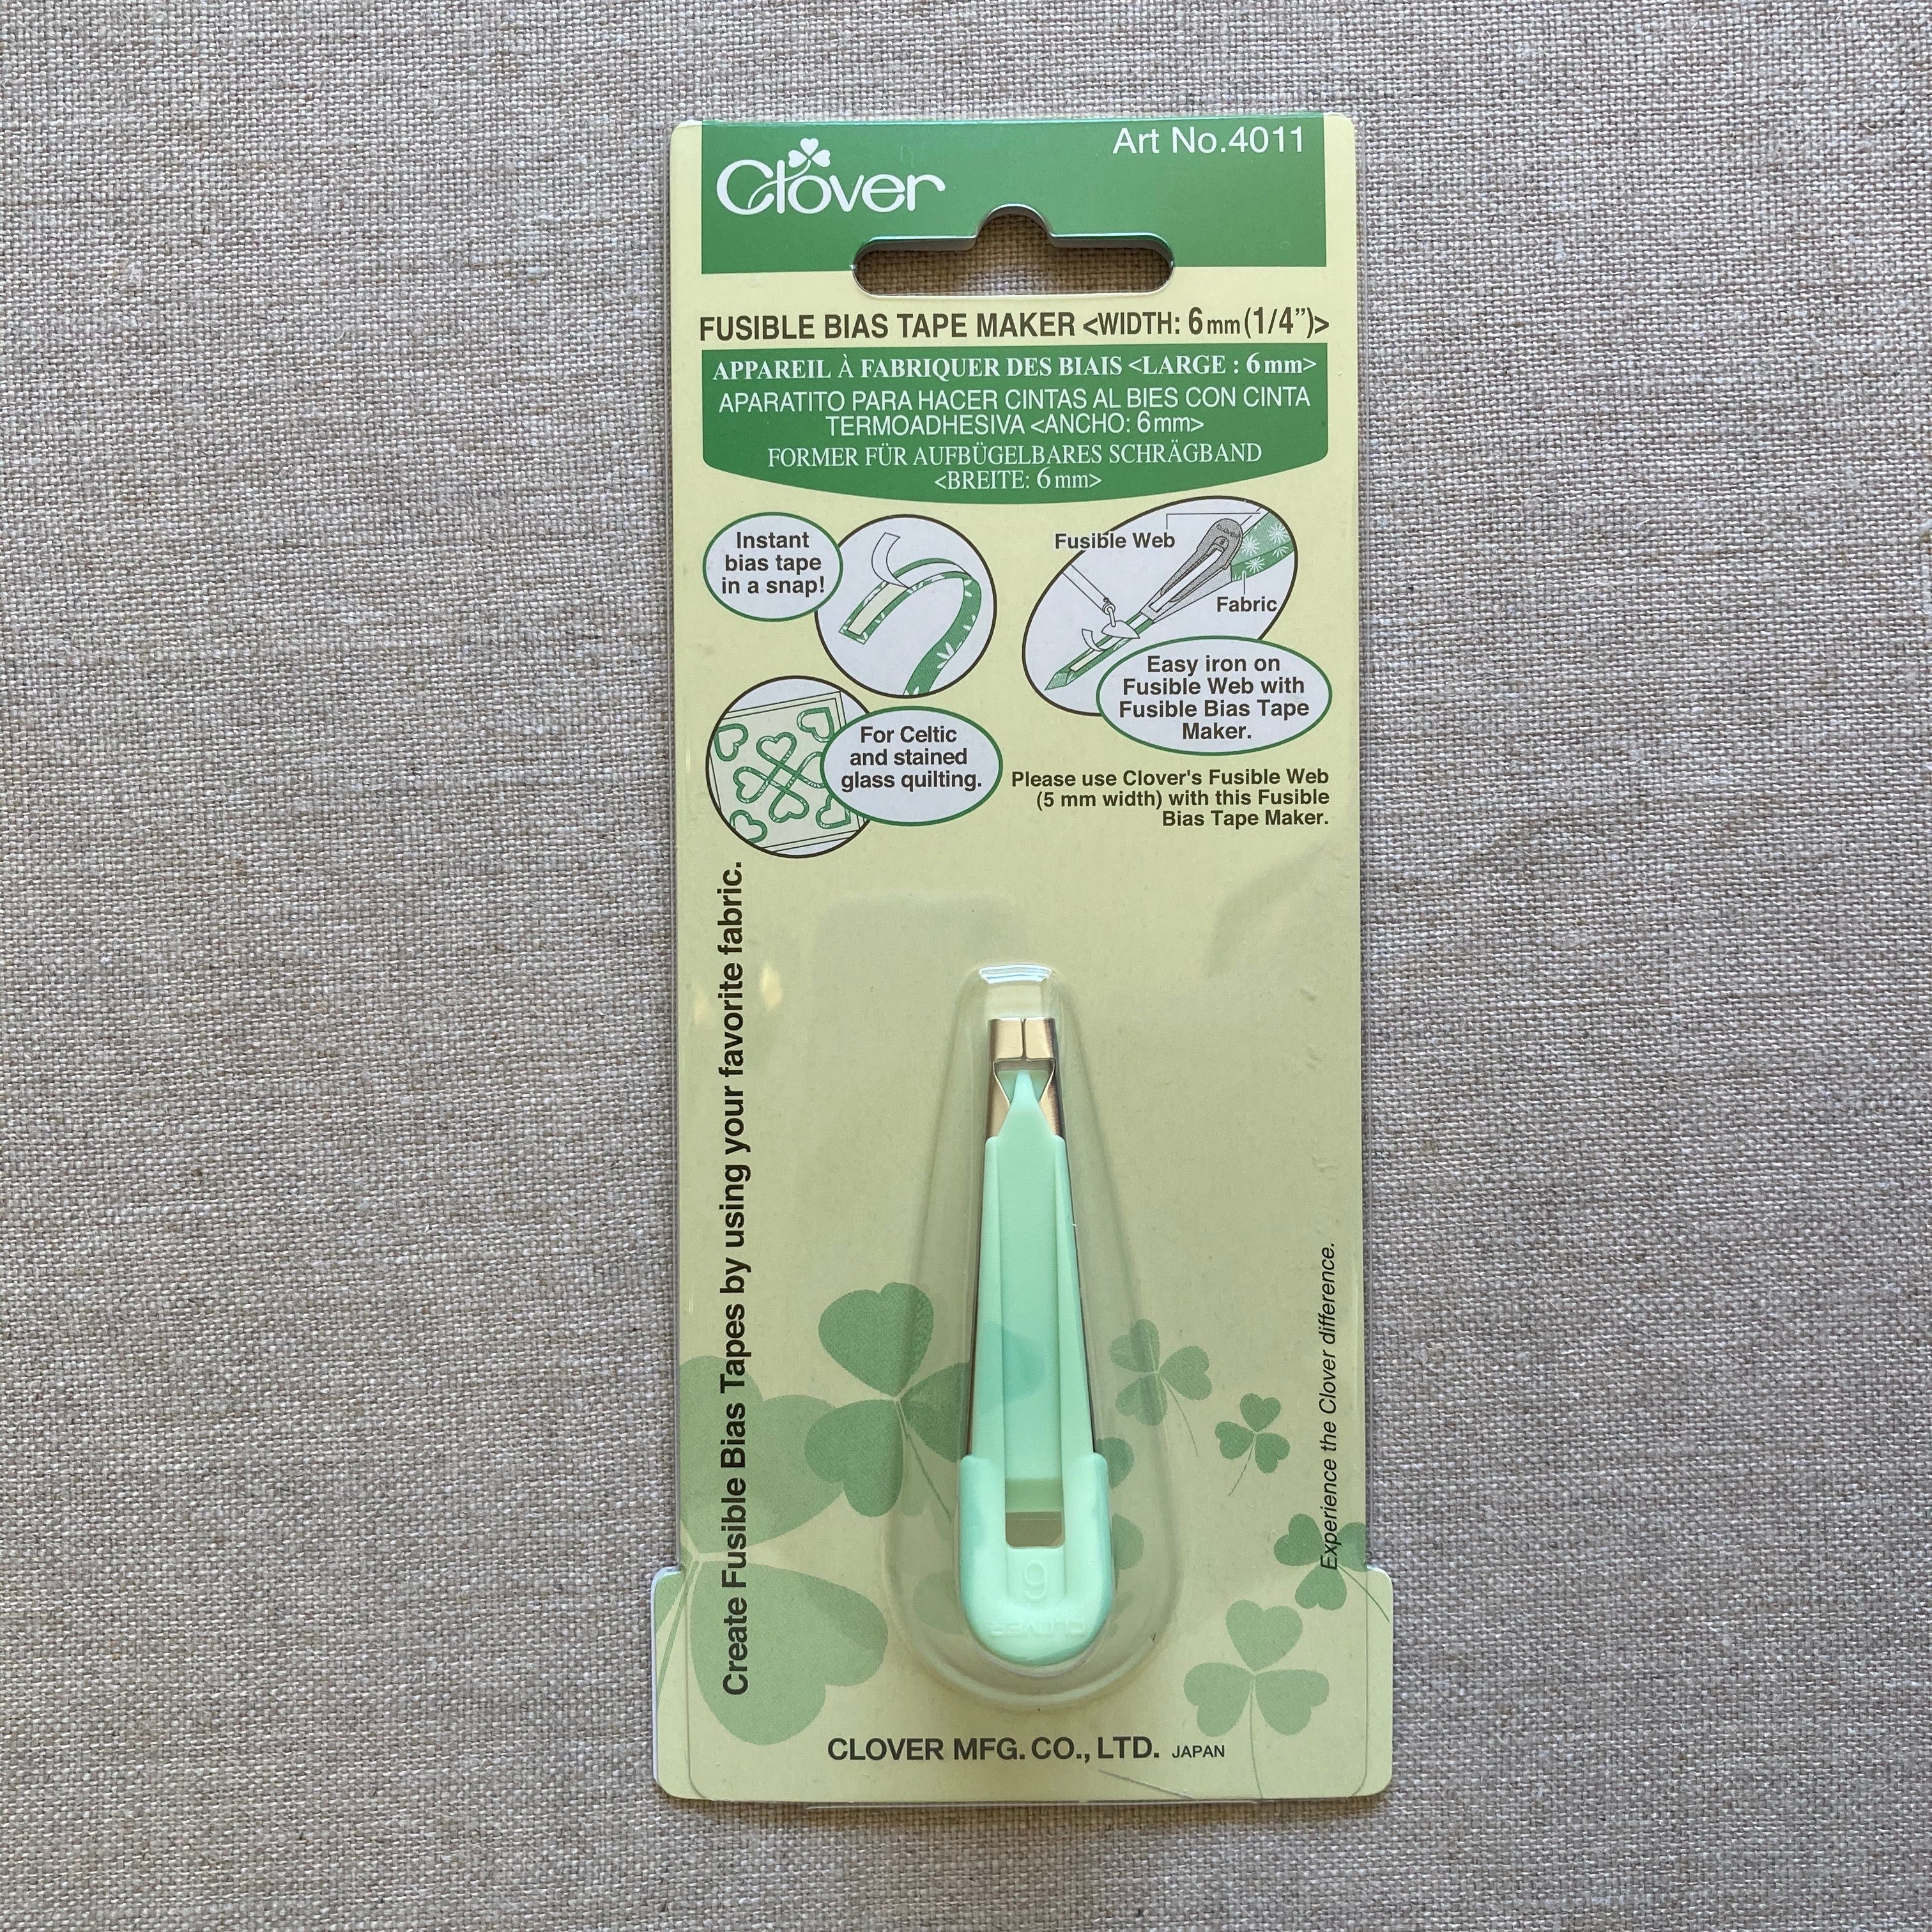 Clover
Art No.4011
FUSIBLE BIAS TAPE MAKER <WIDTH: 6mm(1/4”)>
APPAREIL À FABRIQUER DES BIAIS <LARGE : 6mm>
APARATITO PARA HACER CINTAS AL BIES CON CINTA
TERMOADHESIVA <ANCHO: 6mm>
FORMER FÜR AUFBÜGELBARES SCHRÄGBAND
<BREITE: 6mm>
Instant
bias tape
in a snap!
Fusible Web
CLOVER
Fabric
Easy iron on
Fusible Web with
Fusible Bias Tape
Maker.
For Celtic
and stained
glass quilting.
Please use Clover's Fusible Web
(5 mm width) with this Fusible
Bias Tape Maker.
Create Fusible Bias Tapes by using your favorite fabric.
Experience the Clover difference.
6
CLOVER
CLOVER MFG. CO., LTD. JAPAN